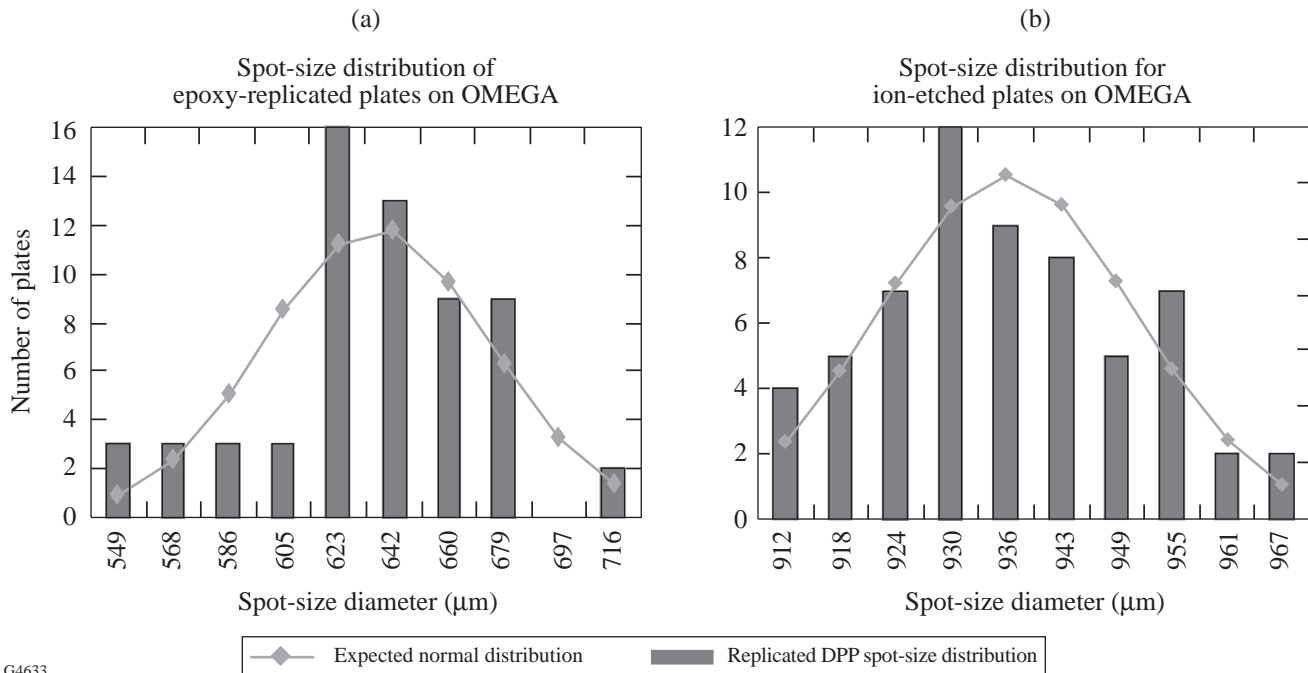 (a)
Spot-size distribution of
epoxy-replicated plates on OMEGA
Number of plates
16
14
12
10
8
6
4
2
0
549 568 586 605 623 642 660 679 697 716
Spot-size diameter (μm)
(b)
Spot-size distribution for
ion-etched plates on OMEGA
12
10
8
6
4
2
0
912 918 924 930 936 943 949 955 961 967
Spot-size diameter (μm)
Expected normal distribution Replicated DPP spot-size distribution
G4633